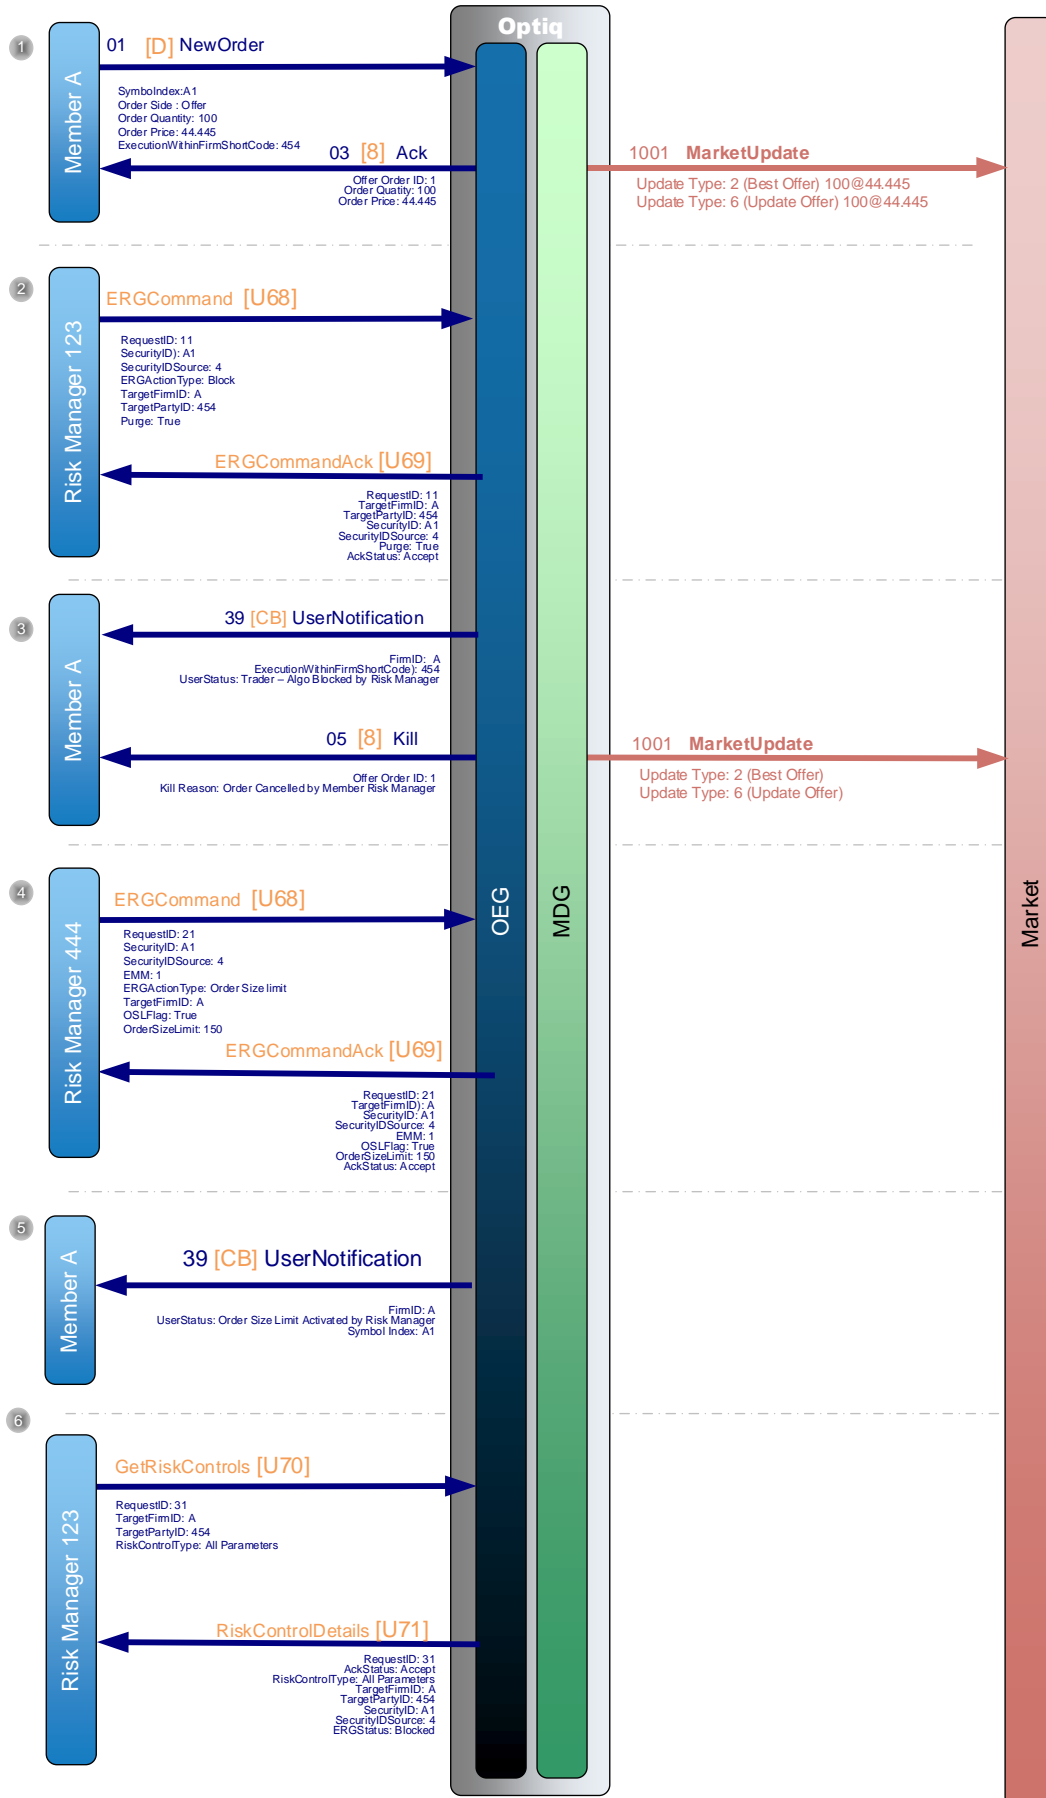 Optiq
1
Member A
01 [D] NewOrder
SymbolIndex:A1
Order Side : Offer
Order Quantity: 100
Order Price: 44.445
ExecutionWithinFirmShortCode: 454
03 [8] Ack
Offer Order ID: 1
Order Quatity: 100
Order Price: 44.445
1001 MarketUpdate
Update Type: 2 (Best Offer) 100@44.445
Update Type: 6 (Update Offer) 100@44.445
2
Risk Manager 123
ERGCommand [U68]
RequestID: 11
SecurityID): A1
SecurityIDSource: 4
ERGActionType: Block
TargetFirmID: A
TargetPartyID: 454
Purge: True
ERGCommandAck [U69]
RequestID: 11
TargetFirmID: A
TargetPartyID: 454
SecurityID: A1
SecurityIDSource: 4
Purge: True
AckStatus: Accept
3
Member A
39 [CB] UserNotification
FirmID: A
ExecutionWithinFirmShortCode): 454
UserStatus: Trader – Algo Blocked by Risk Manager
05 [8] Kill
Offer Order ID: 1
Kill Reason: Order Cancelled by Member Risk Manager
1001 MarketUpdate
Update Type: 2 (Best Offer)
Update Type: 6 (Update Offer)
OEG
MDG
Market
4
Risk Manager 444
ERGCommand [U68]
RequestID: 21
SecurityID: A1
SecurityIDSource: 4
EMM: 1
ERGActionType: Order Size limit
TargetFirmID: A
OSLFlag: True
OrderSizeLimit: 150
ERGCommandAck [U69]
RequestID: 21
TargetFirmID): A
SecurityID: A1
SecurityIDSource: 4
EMM: 1
OSLFlag: True
OrderSizeLimit: 150
AckStatus: Accept
5
Member A
39 [CB] UserNotification
FirmID: A
UserStatus: Order Size Limit Activated by Risk Manager
Symbol Index: A1
6
Risk Manager 123
GetRiskControls [U70]
RequestID: 31
TargetFirmID: A
TargetPartyID: 454
RiskControlType: All Parameters
RiskControlDetails [U71]
RequestID: 31
AckStatus: Accept
RiskControlType: All Parameters
TargetFirmID: A
TargetPartyID: 454
SecurityID: A1
SecurityIDSource: 4
ERGStatus: Blocked